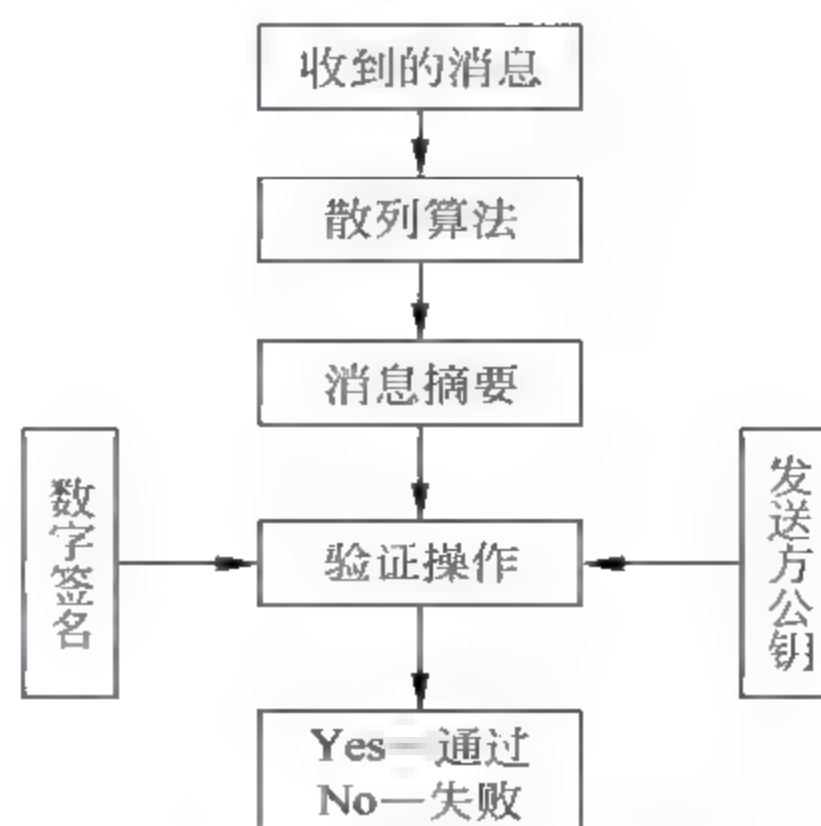 收到的消息
散列算法
消息摘要
数字签名
验证操作
发送方公钥
Yes—通过
No—失败